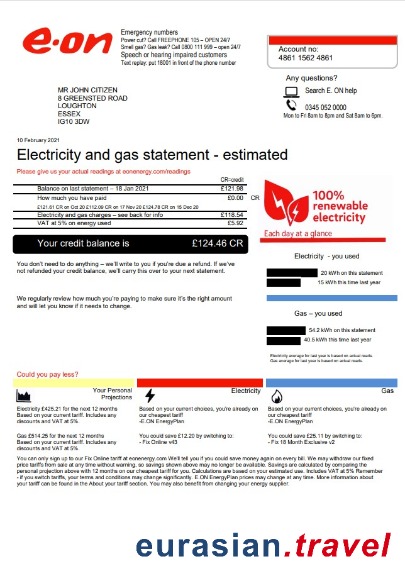 e·on
Emergency numbers
Power cut? Call FREEPHONE 105 – OPEN 24/7
Smell gas? Gas leak? Call 0800 111 999 – open 24/7
Speech or hearing impaired customers
Text relay: put 18001 in front of the phone number
Account no:
4861 1562 4861
Any questions?
Search E. ON help
0345 052 0000
Mon to Fri 8am to 8pm and Sat 8am to 6pm
MR JOHN CITIZEN
8 GREENSTED ROAD
LOUGHTON
ESSEX
IG10 3DW
10 February 2021
Electricity and gas statement - estimated
Please give us your actual readings at eonenergy.com/readings
CR=credit
Balance on last statement – 18 Jan 2021 £121.98
How much you have paid £0.00 CR
£121.61 CR on Oct 20 £112.09 CR on 17 Nov 20 £124.78 CR on 15 Dec 20
Electricity and gas charges – see back for info £118.54
VAT at 5% on energy used £5.92
Your credit balance is £124.46 CR
You don't need to do anything – we'll write to you if you're due a refund. If we've
not refunded your credit balance, we'll carry this over to your next statement.
We regularly review how much you're paying to make sure it's the right amount
and will let you know if it needs to change.
100%
renewable
electricity
Each day at a glance
Electricity - you used
20 kWh on this statement
15 kWh this time last year
Gas – you used
54.2 kWh on this statement
40.5 kWh this time last year
Electricity average for last year is based on actual reads.
Gas average for last year is based on actual reads.
Could you pay less?
Your Personal
Projections
Electricity £425.21 for the next 12 months
Based on your current tariff. Includes any
discounts and VAT at 5%.
Gas £514.25 for the next 12 months
Based on your current tariff. Includes any
discounts and VAT at 5%.
Electricity
Based on your current choices, you're already on
our cheapest tariff
-E.ON EnergyPlan
You could save £12.20 by switching to:
- Fix Online v43
Gas
Based on your current choices, you're already on
our cheapest tariff
-E.ON EnergyPlan
You could save £25.11 by switching to:
- Fix 18 Month Exclusive v2
You can only sign up to our Fix Online tariff at eonenergy.com We'll tell you if you could save money again on every bill. We may withdraw our fixed
price tariffs from sale at any time without warning, so savings shown above may no longer be available. Savings are calculated by comparing the
personal projection above with 12 months on our cheapest tariff for you. Calculations are based on your estimated use. Includes VAT at 5% Remember
- if you switch tariffs, your terms and conditions may change significantly. E.ON EnergyPlan prices may change at any time. More information about
your tariff can be found in the About your tariff section. You may also benefit from changing your energy supplier.
eurasian.travel